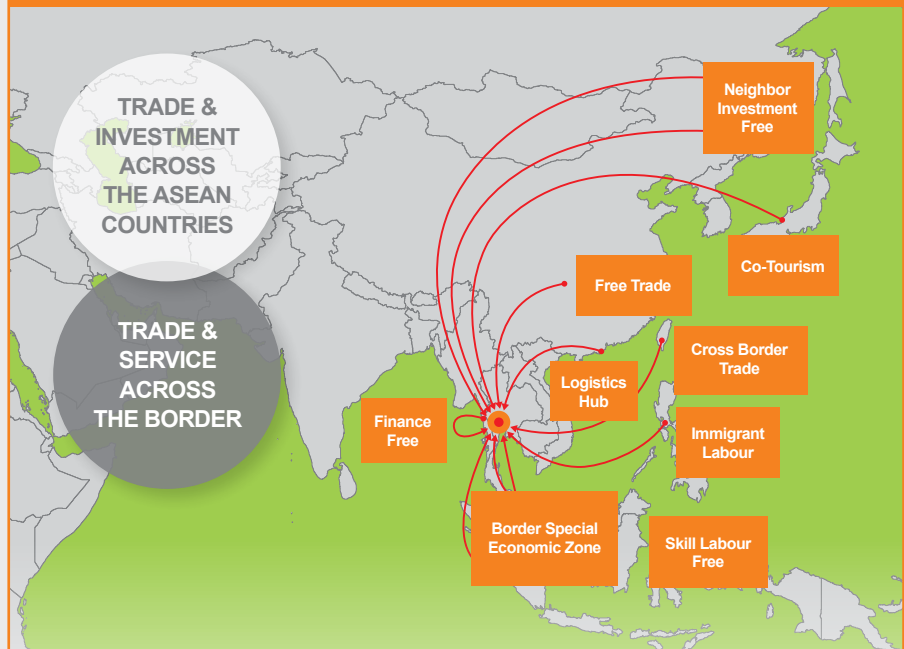 TRADE &
INVESTMENT
ACROSS
THE ASEAN
COUNTRIES
TRADE &
SERVICE
ACROSS
THE BORDER
Neighbor
Investment
Free
Co-Tourism
Free Trade
Cross Border
Trade
Logistics
Hub
Finance
Free
Immigrant
Labour
Border Special
Economic Zone
Skill Labour
Free